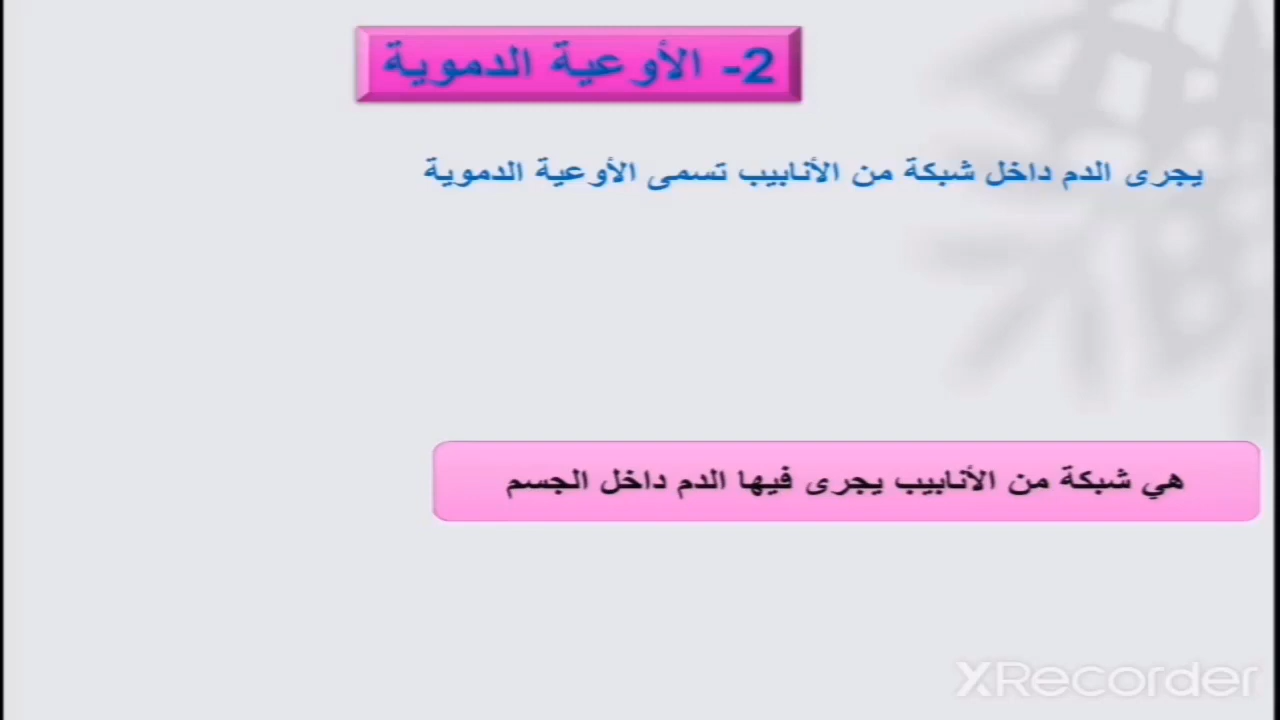 2- الأوعية الدموية
يجرى الدم داخل شبكة من الأنابيب تسمى الأوعية الدموية
هي شبكة من الأنابيب يجرى فيها الدم داخل الجسم
XRecorder